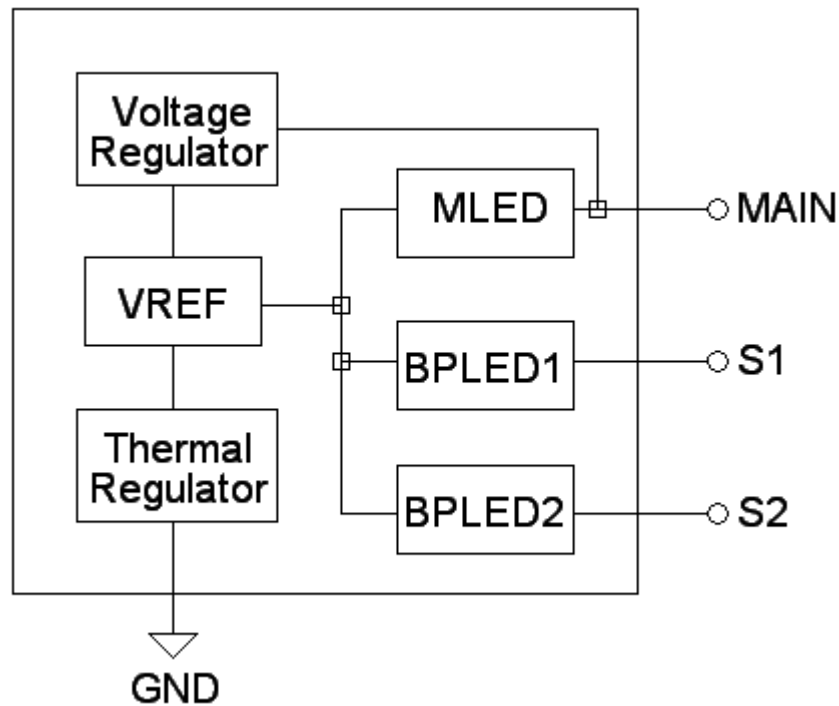 Voltage
Regulator
MLED
MAIN
VREF
BPLED1
S1
Thermal
Regulator
BPLED2
S2
GND